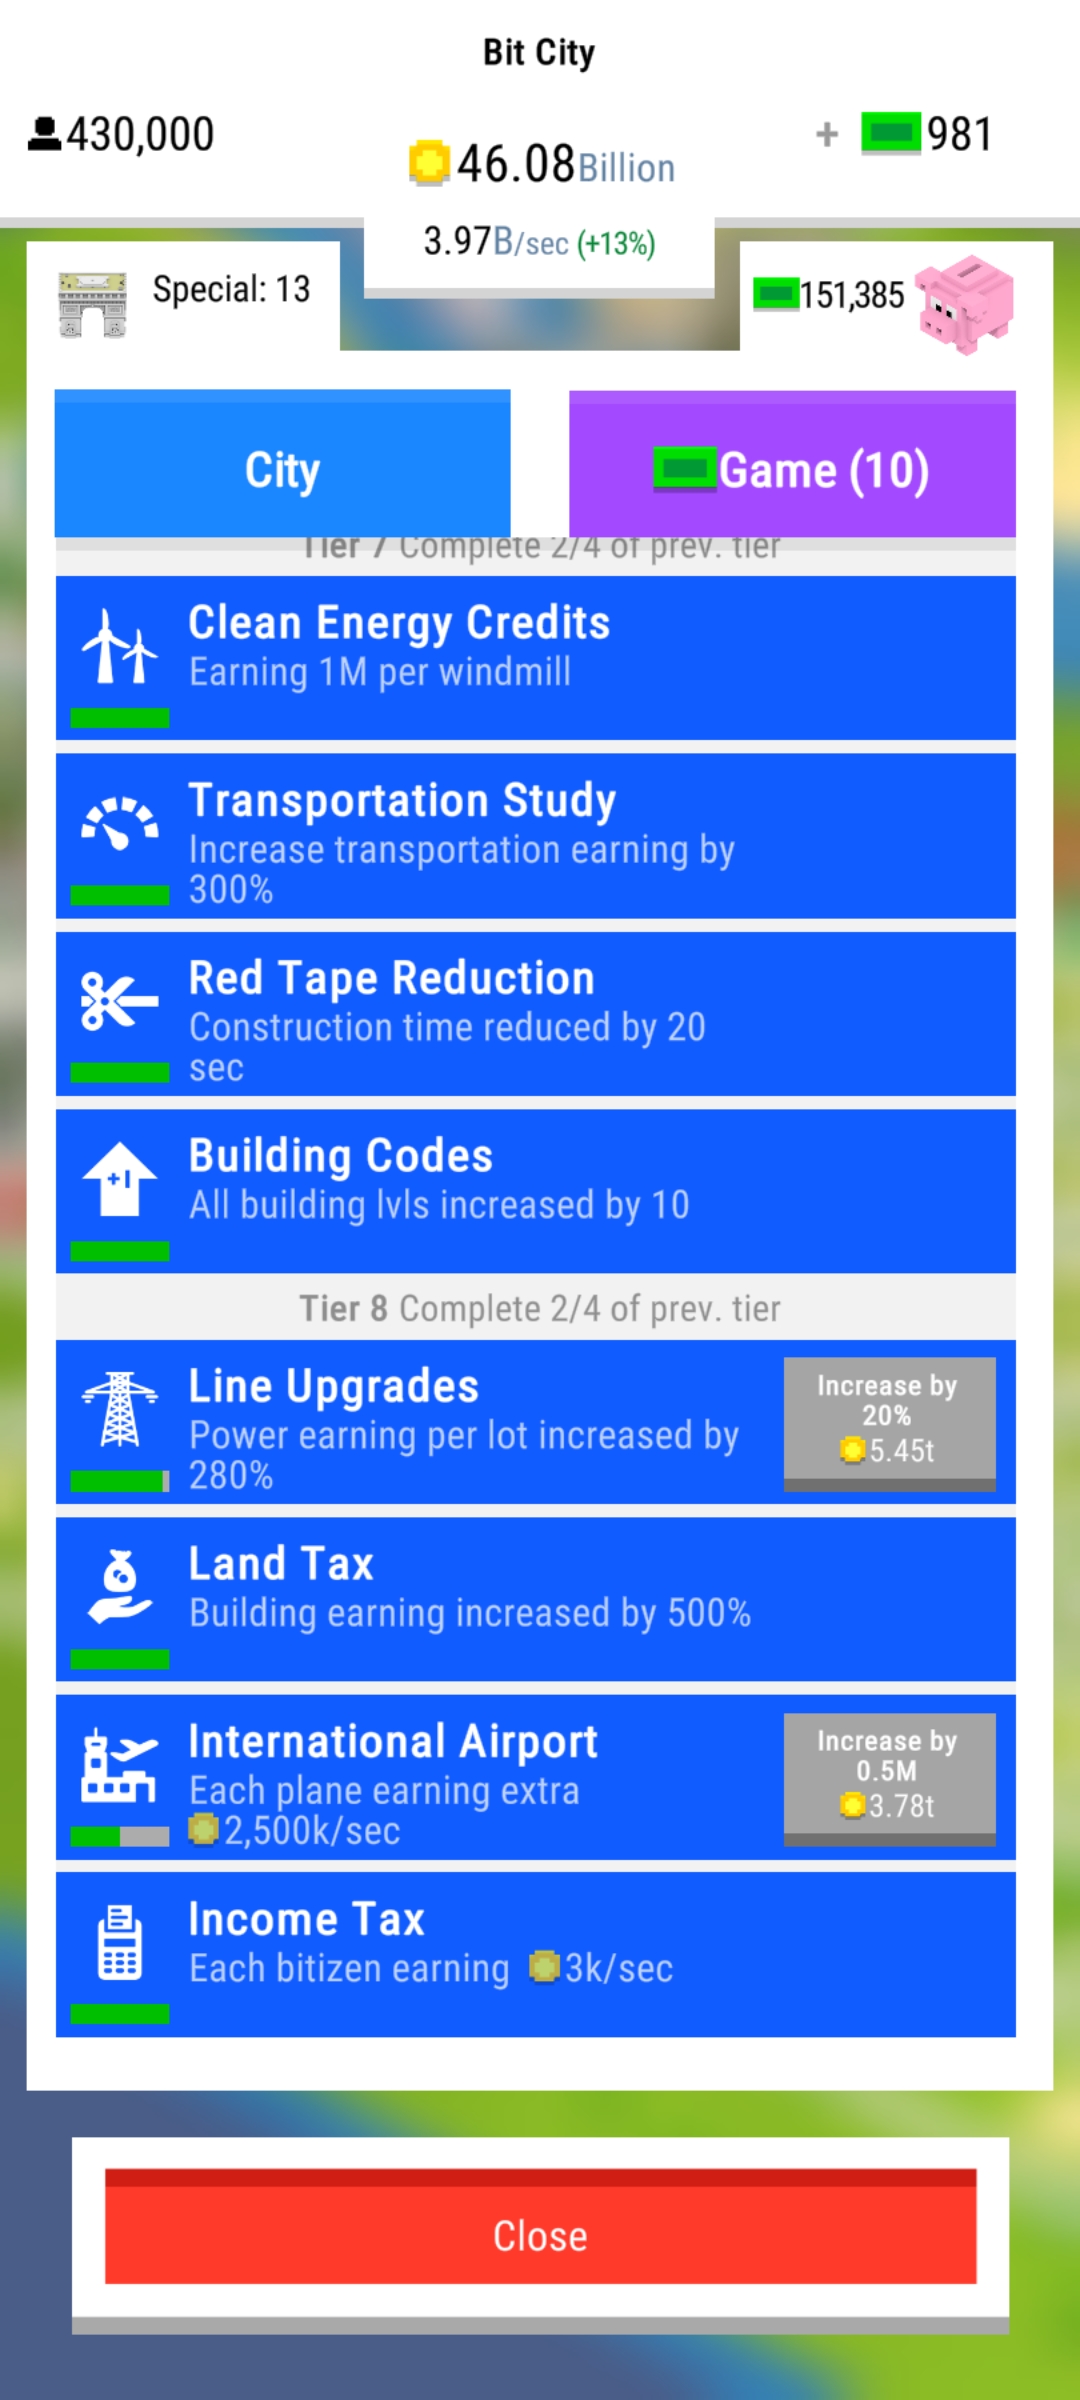 Bit City
430,000
46.08Billion
+ 981
3.97B/sec (+13%)
Special: 13
151,385
City
Game (10)
Tier 7 Complete 2/4 of prev. tier
Clean Energy Credits
Earning 1M per windmill
Transportation Study
Increase transportation earning by
300%
Red Tape Reduction
Construction time reduced by 20
sec
+1
Building Codes
All building lvls increased by 10
Tier 8 Complete 2/4 of prev. tier
Line Upgrades
Power earning per lot increased by
280%
Increase by
20%
5.45t
Land Tax
Building earning increased by 500%
International Airport
Each plane earning extra
2,500k/sec
Increase by
0.5M
3.78t
Income Tax
Each bitizen earning 3k/sec
Close